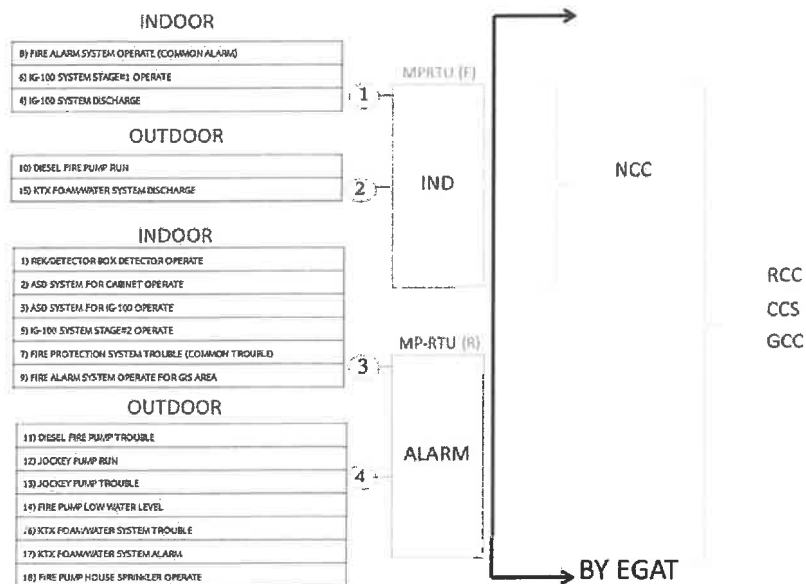 INDOOR
8) FIRE ALARM SYSTEM OPERATE (COMMON ALARM)
6) IG-100 SYSTEM STAGE#1 OPERATE
4) IG-100 SYSTEM DISCHARGE
OUTDOOR
10) DIESEL FIRE PUMP RUN
15) KTX FOAM/WATER SYSTEM DISCHARGE
INDOOR
1) REK/DETECTOR BOX DETECTOR OPERATE
2) ASD SYSTEM FOR CABINET OPERATE
3) ASD SYSTEM FOR IG-100 OPERATE
5) IG-100 SYSTEM STAGE#2 OPERATE
7) FIRE PROTECTION SYSTEM TROUBLE (COMMON TROUBLE)
9) FIRE ALARM SYSTEM OPERATE FOR GIS AREA
OUTDOOR
11) DIESEL FIRE PUMP TROUBLE
12) JOCKEY PUMP RUN
13) JOCKEY PUMP TROUBLE
14) FIRE PUMP LOW WATER LEVEL
16) KTX FOAM/WATER SYSTEM TROUBLE
17) KTX FOAM/WATER SYSTEM ALARM
18) FIRE PUMP HOUSE SPRINKLER OPERATE
1
2
3
4
MPRTU (F)
IND
MP-RTU (R)
ALARM
NCC
RCC
CCS
GCC
BY EGAT